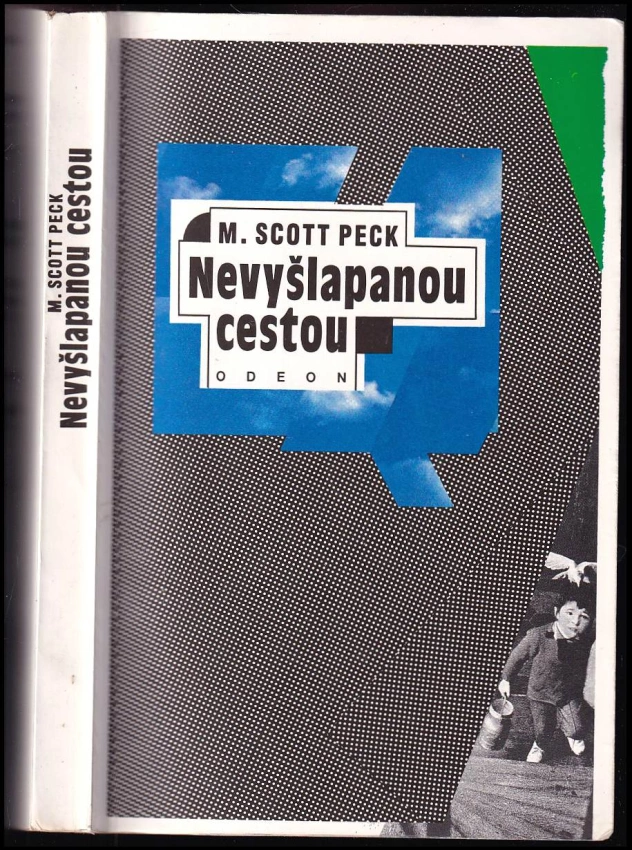 M. SCOTT PECK
Nevyšlapanou cestou
M. SCOTT PECK
Nevyšlapanou
cestou
ODEON